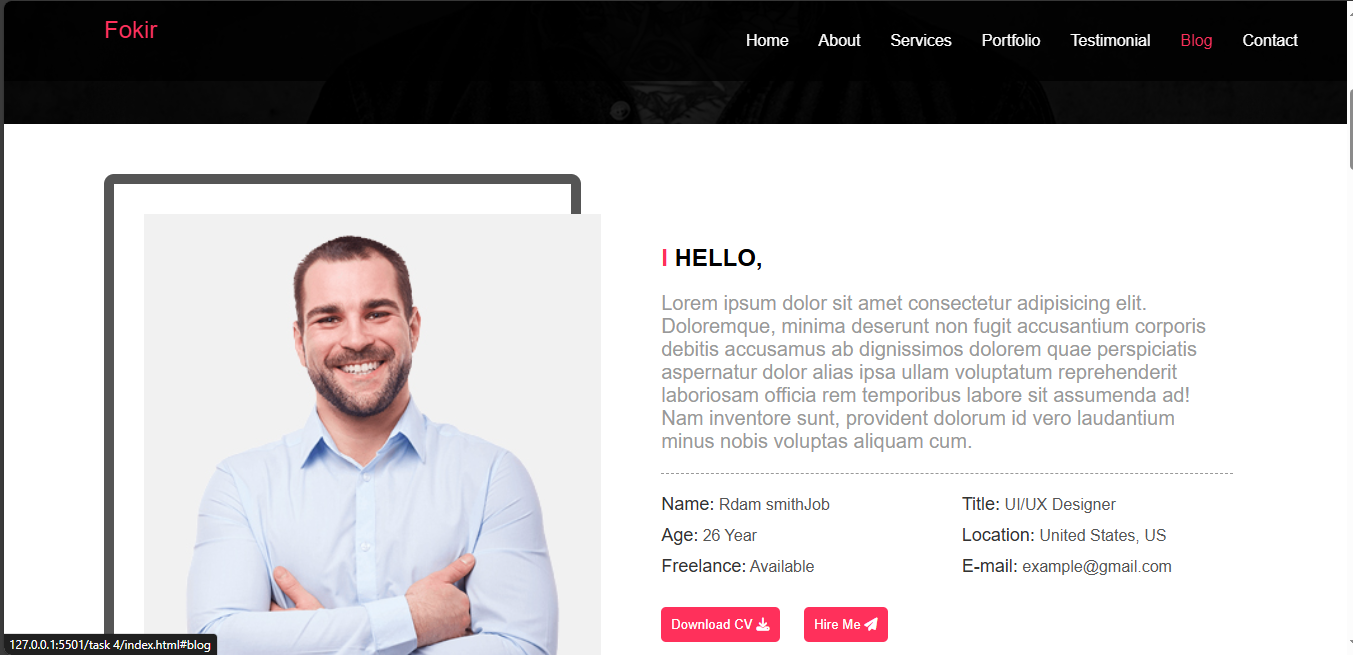 Fokir
Home About Services Portfolio Testimonial Blog Contact
I HELLO,
Lorem ipsum dolor sit amet consectetur adipisicing elit.
Doloremque, minima deserunt non fugit accusantium corporis
debitis accusamus ab dignissimos dolorem quae perspiciatis
aspernatur dolor alias ipsa ullam voluptatum reprehenderit
laboriosam officia rem temporibus labore sit assumenda ad!
Nam inventore sunt, provident dolorum id vero laudantium
minus nobis voluptas aliquam cum.
Name: Rdam smithJob
Title: UI/UX Designer
Age: 26 Year
Location: United States, US
Freelance: Available
E-mail: example@gmail.com
Download CV
Hire Me
127.0.0.1:5501/task 4/index.html#blog